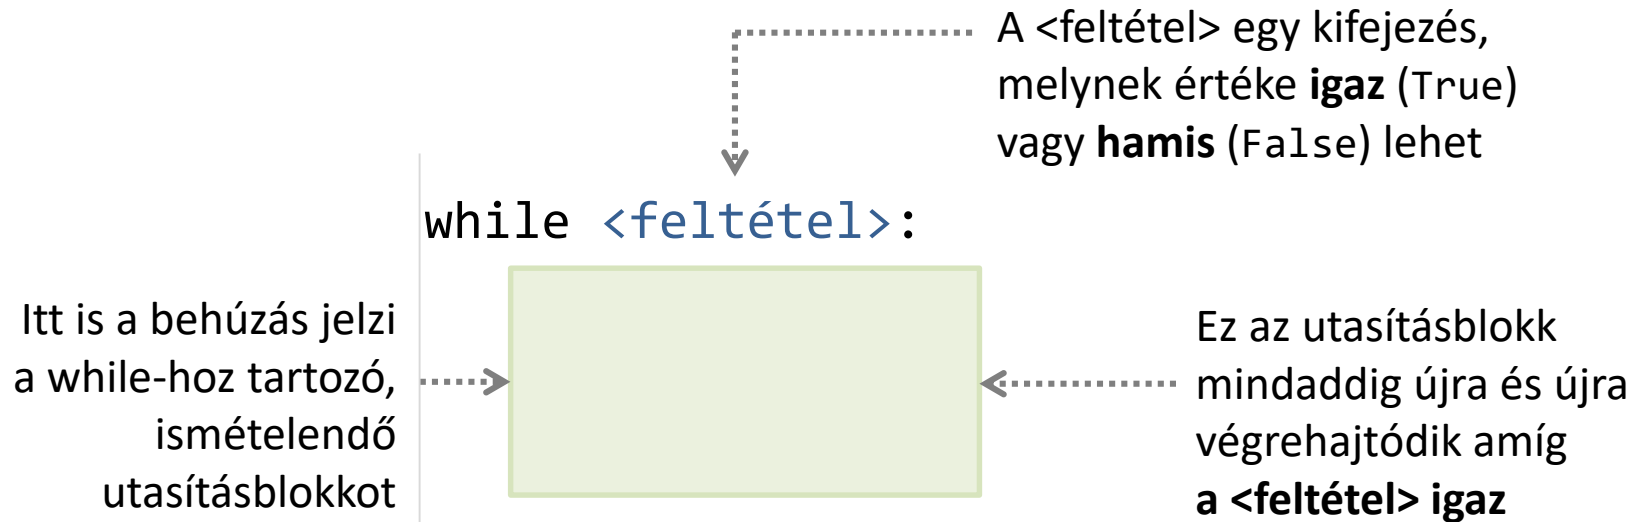 A <feltétel> egy kifejezés,
melynek értéke igaz (True)
vagy hamis (False) lehet
while <feltétel>:
Itt is a behúzás jelzi
a while-hoz tartozó,
ismételendő
utasításblokkot
Ez az utasításblokk
mindaddig újra és újra
végrehajtódik amíg
a <feltétel> igaz